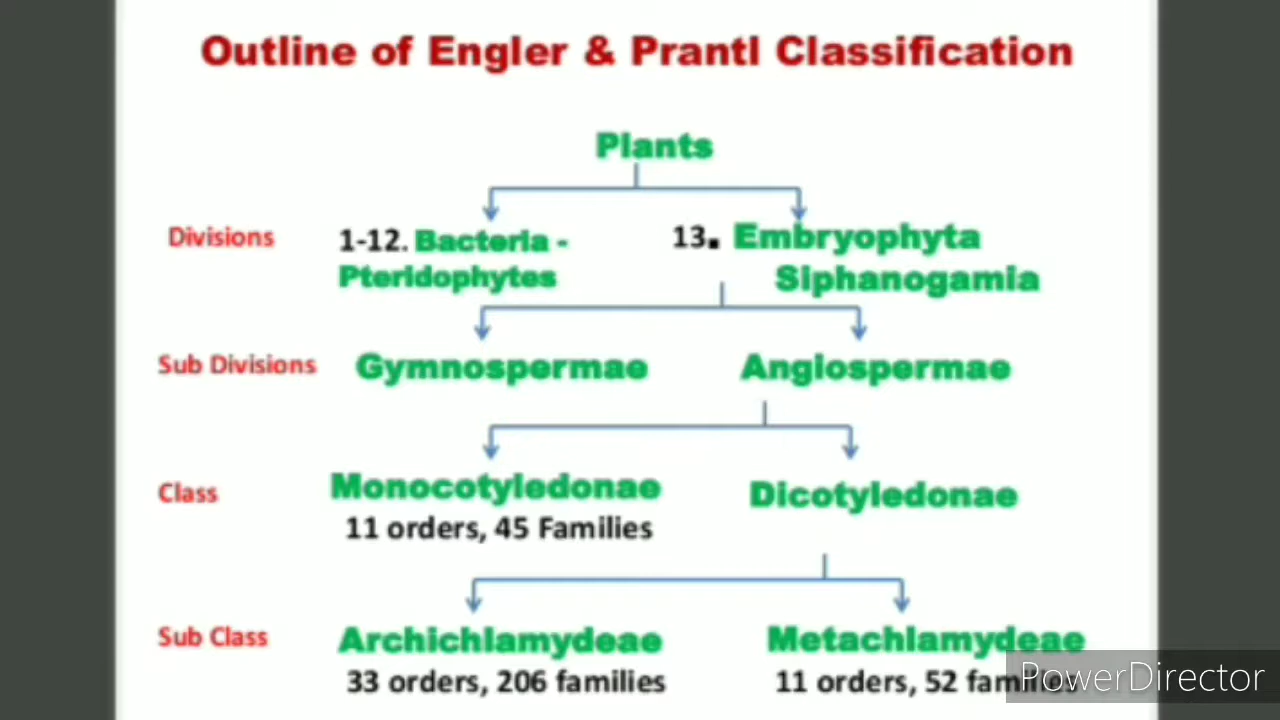 Outline of Engler & Prantl Classification
Plants
Divisions
1-12. Bacteria -
Pteridophytes
13. Embryophyta
Siphanogamia
Sub Divisions
Gymnospermae
Angiospermae
Class
Monocotyledonae
11 orders, 45 Families
Dicotyledonae
Sub Class
Archichlamydeae
33 orders, 206 families
Metachlamydeae
11 orders, 52 families
PowerDirector